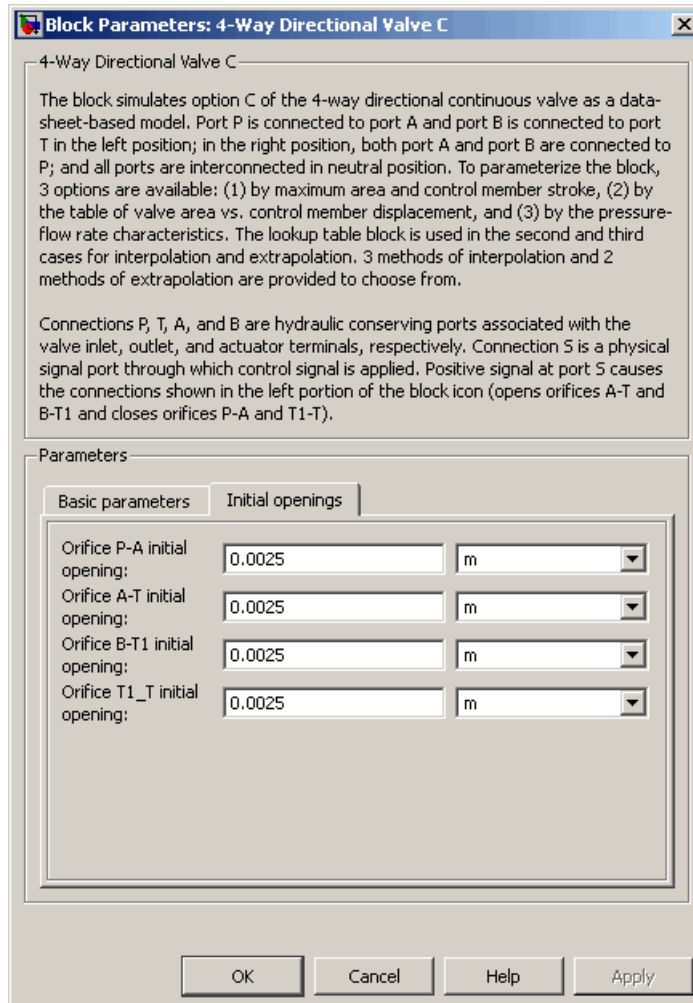 Block Parameters: 4-Way Directional Valve C
4-Way Directional Valve C
The block simulates option C of the 4-way directional continuous valve as a data-
sheet-based model. Port P is connected to port A and port B is connected to port
T in the left position; in the right position, both port A and port B are connected to
P; and all ports are interconnected in neutral position. To parameterize the block,
3 options are available: (1) by maximum area and control member stroke, (2) by
the table of valve area vs. control member displacement, and (3) by the pressure-
flow rate characteristics. The lookup table block is used in the second and third
cases for interpolation and extrapolation. 3 methods of interpolation and 2
methods of extrapolation are provided to choose from.
Connections P, T, A, and B are hydraulic conserving ports associated with the
valve inlet, outlet, and actuator terminals, respectively. Connection S is a physical
signal port through which control signal is applied. Positive signal at port S causes
the connections shown in the left portion of the block icon (opens orifices A-T and
B-T1 and closes orifices P-A and T1-T).
Parameters
Basic parameters Initial openings
Orifice P-A initial
opening: 0.0025 m
Orifice A-T initial
opening: 0.0025 m
Orifice B-T1 initial
opening: 0.0025 m
Orifice T1_T initial
opening: 0.0025 m
OK Cancel Help Apply